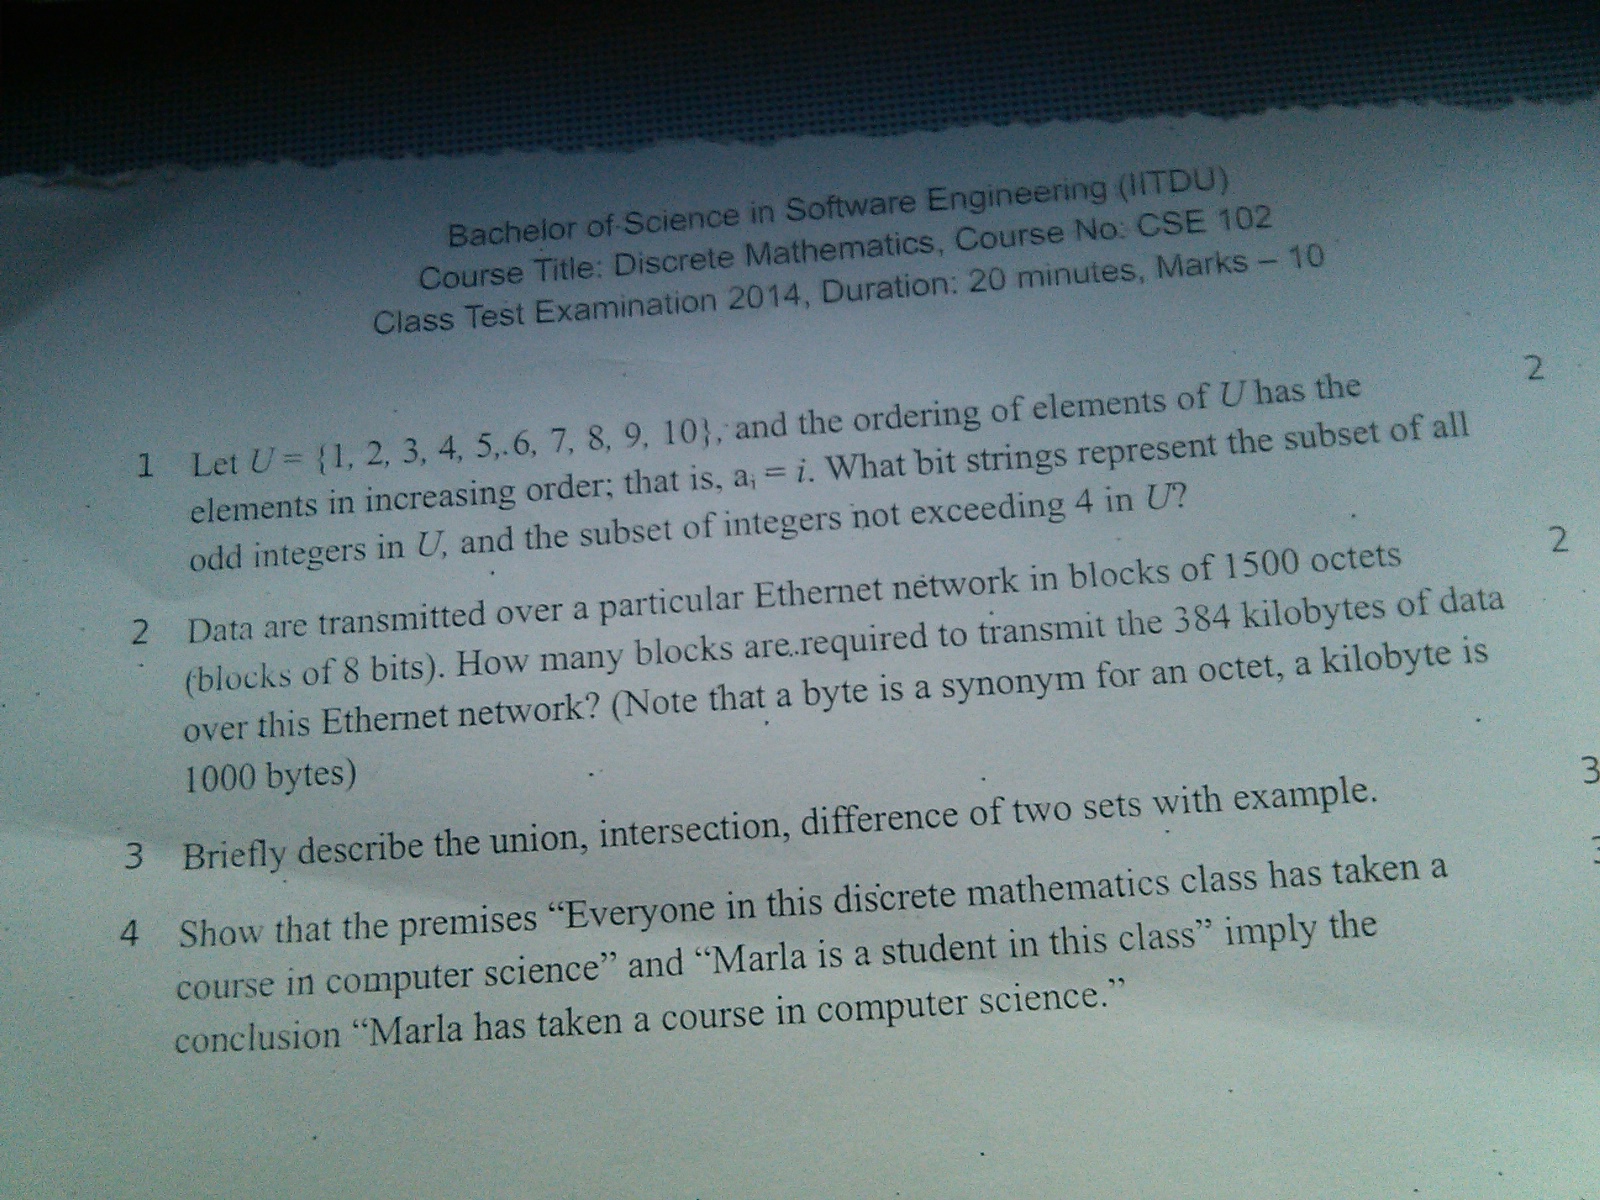 Bachelor of Science in Software Engineering (IITDU)
Course Title: Discrete Mathematics, Course No: CSE 102
Class Test Examination 2014, Duration: 20 minutes, Marks – 10
1 Let U = {1, 2, 3, 4, 5, 6, 7, 8, 9, 10}, and the ordering of elements of U has the 2
elements in increasing order; that is, aᵢ = i. What bit strings represent the subset of all
odd integers in U, and the subset of integers not exceeding 4 in U?
2 Data are transmitted over a particular Ethernet network in blocks of 1500 octets 2
(blocks of 8 bits). How many blocks are required to transmit the 384 kilobytes of data
over this Ethernet network? (Note that a byte is a synonym for an octet, a kilobyte is
1000 bytes)
3 Briefly describe the union, intersection, difference of two sets with example. 3
4 Show that the premises “Everyone in this discrete mathematics class has taken a
course in computer science” and “Marla is a student in this class” imply the
conclusion “Marla has taken a course in computer science.”